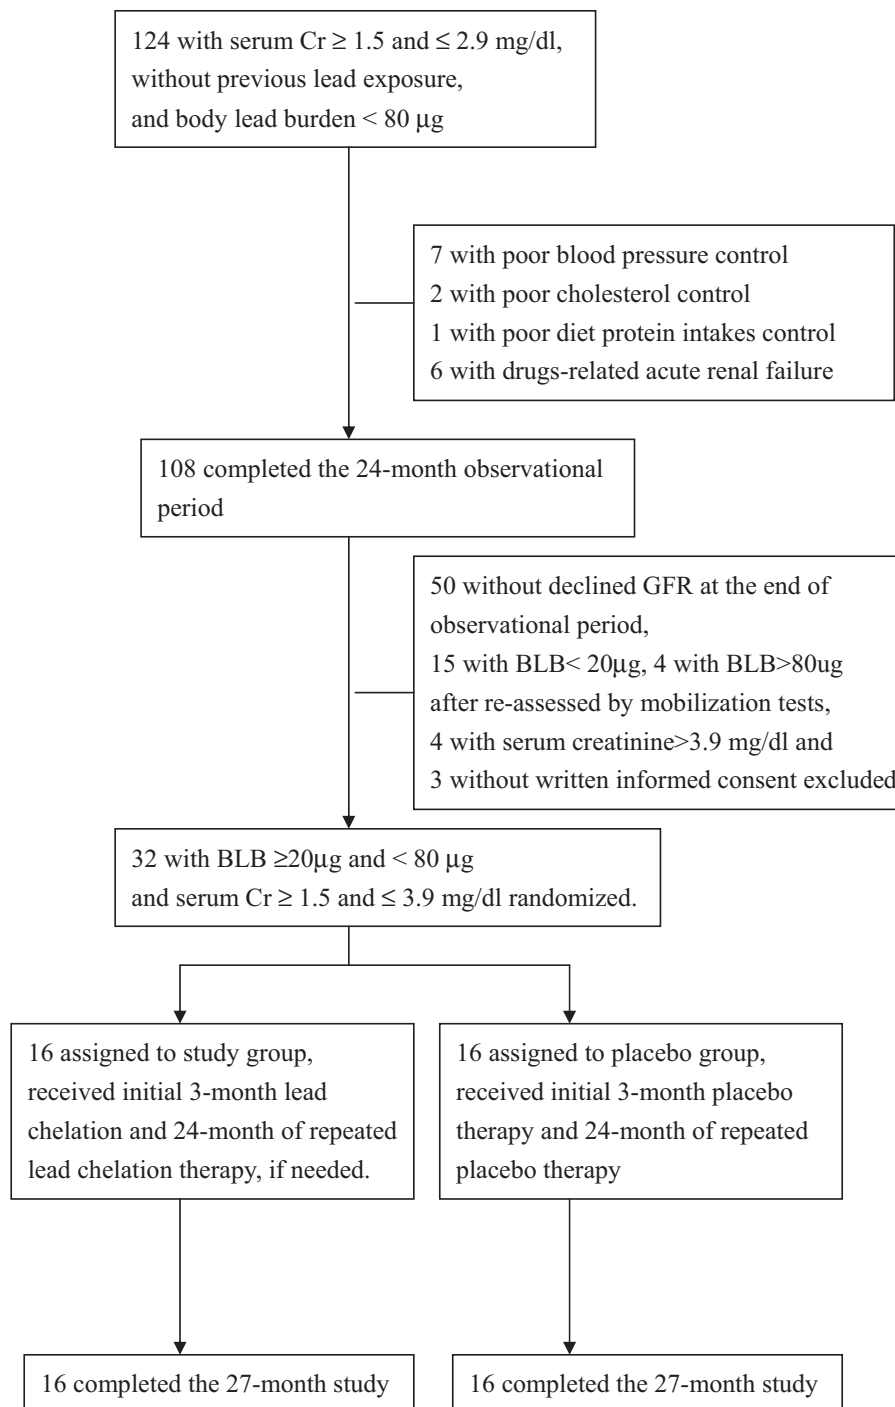 124 with serum Cr ≥ 1.5 and ≤ 2.9 mg/dl,
without previous lead exposure,
and body lead burden < 80 μg
7 with poor blood pressure control
2 with poor cholesterol control
1 with poor diet protein intakes control
6 with drugs-related acute renal failure
108 completed the 24-month observational
period
50 without declined GFR at the end of
observational period,
15 with BLB< 20μg, 4 with BLB>80ug
after re-assessed by mobilization tests,
4 with serum creatinine>3.9 mg/dl and
3 without written informed consent excluded
32 with BLB ≥20μg and < 80 μg
and serum Cr ≥ 1.5 and ≤ 3.9 mg/dl randomized.
16 assigned to study group,
received initial 3-month lead
chelation and 24-month of repeated
lead chelation therapy, if needed.
16 assigned to placebo group,
received initial 3-month placebo
therapy and 24-month of repeated
placebo therapy
16 completed the 27-month study
16 completed the 27-month study